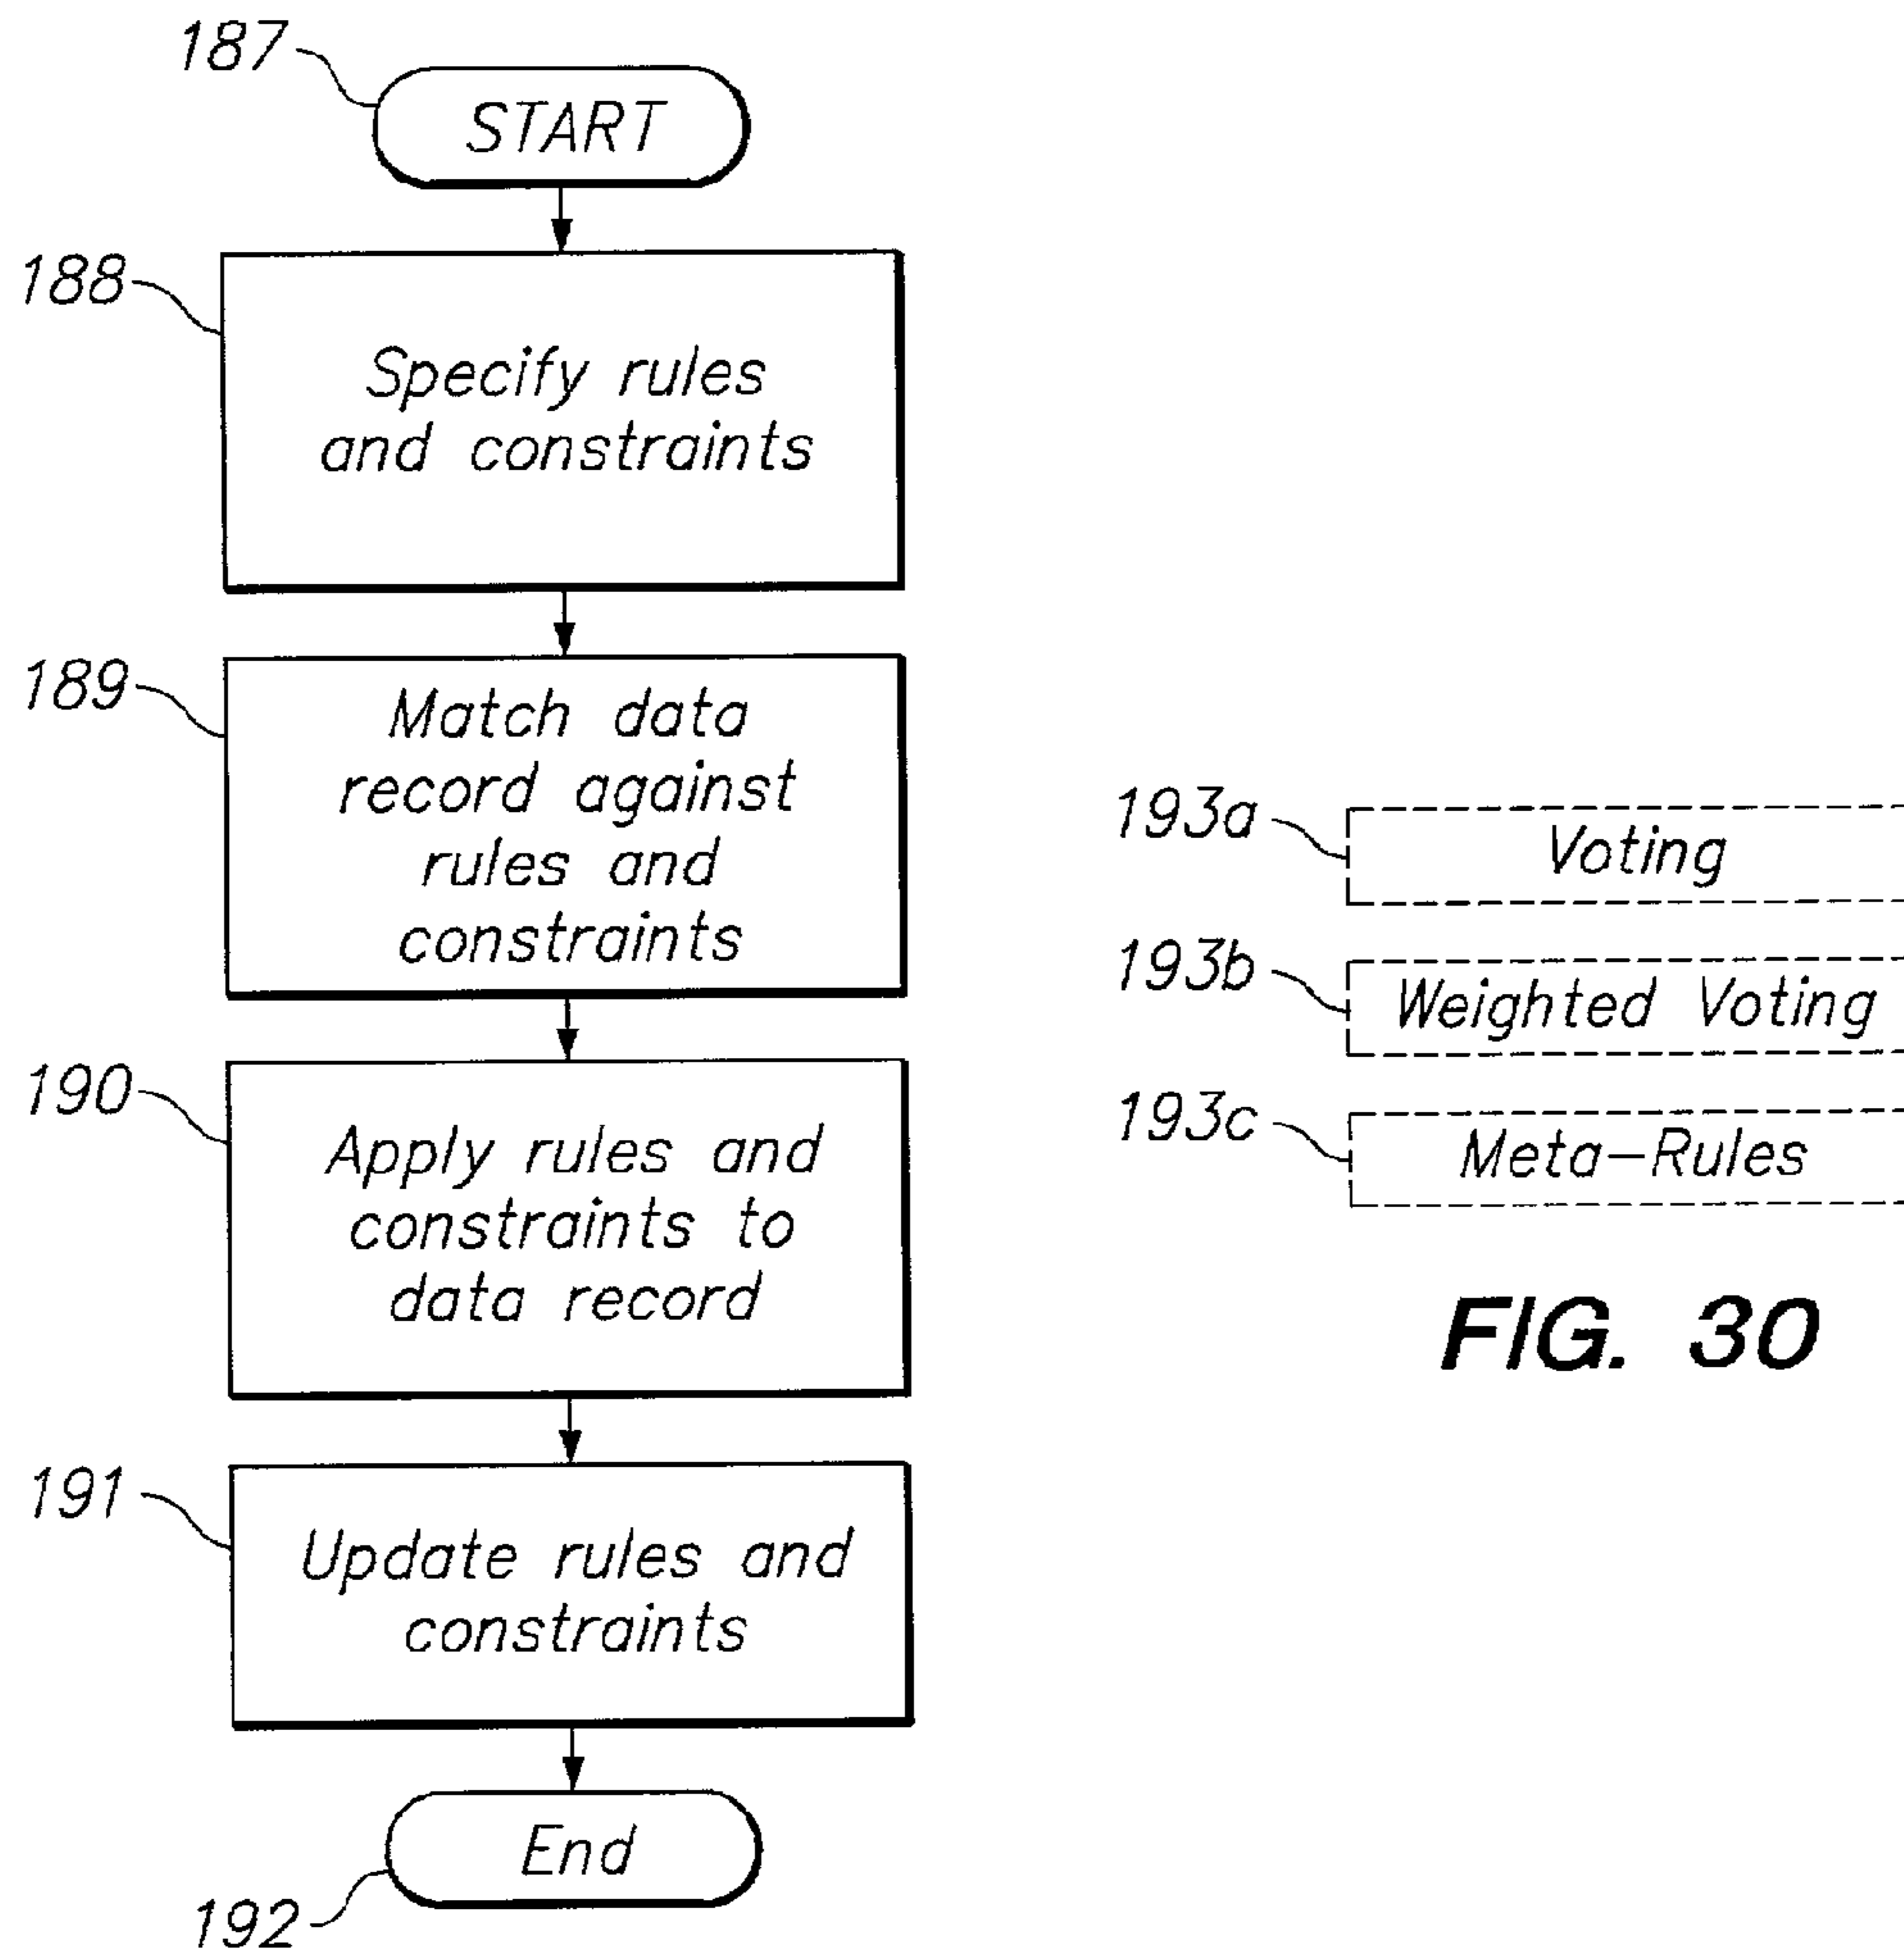 187
START
188
Specify rules
and constraints
189
Match data
record against
rules and
constraints
190
Apply rules and
constraints to
data record
191
Update rules and
constraints
End
192
193a
Voting
193b
Weighted Voting
193c
Meta-Rules
FIG. 30